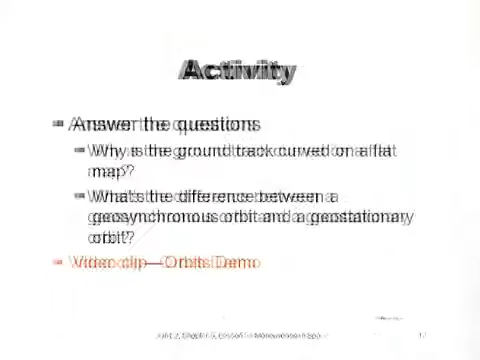 Activity
Answer the questions
Why is the ground track curved on a flat
map?
What's the difference between a
geosynchronous orbit and a geostationary
orbit?
Video clip—Orbits Demo